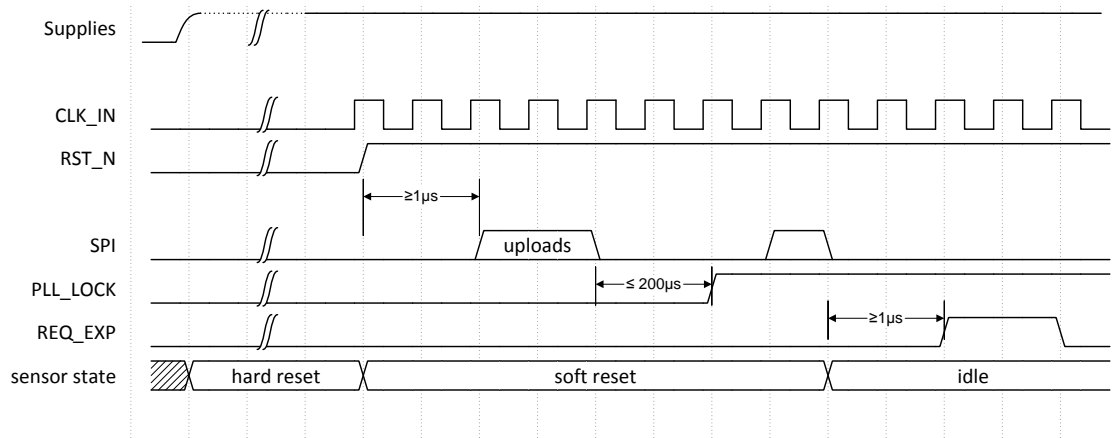 Supplies
CLK_IN
RST_N
≥1µs
SPI
uploads
≤ 200µs
PLL_LOCK
≥1µs
REQ_EXP
sensor state
hard reset
soft reset
idle